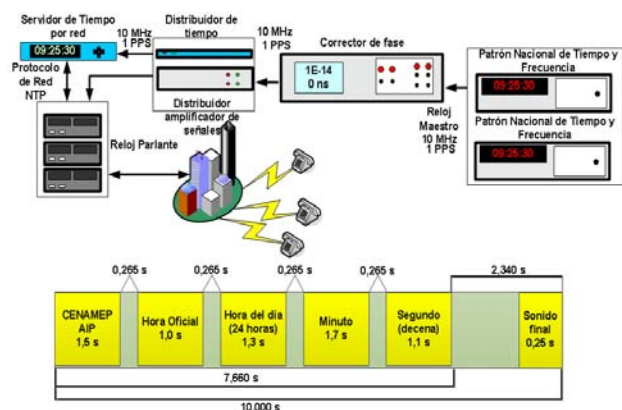 Servidor de Tiempo
por red
09:25:30
Protocolo
de Red
NTP
10 MHz
1 PPS
Distribuidor de
tiempo
Distribuidor
amplificador de
señales
10 MHz
1 PPS
Corrector de fase
1E-14
0 ns
Reloj
Maestro
10 MHz
1 PPS
Patrón Nacional de Tiempo y
Frecuencia
09:25:30
Patrón Nacional de Tiempo y
Frecuencia
09:25:30
Reloj Parlante
0,265 s
0,265 s
0,265 s
0,265 s
2,340 s
CENAMEP
AIP
1,5 s
Hora Oficial
1,0 s
Hora del día
(24 horas)
1,3 s
Minuto
1,7 s
Segundo
(decena)
1,1 s
Sonido
final
0,25 s
7,660 s
10,000 s